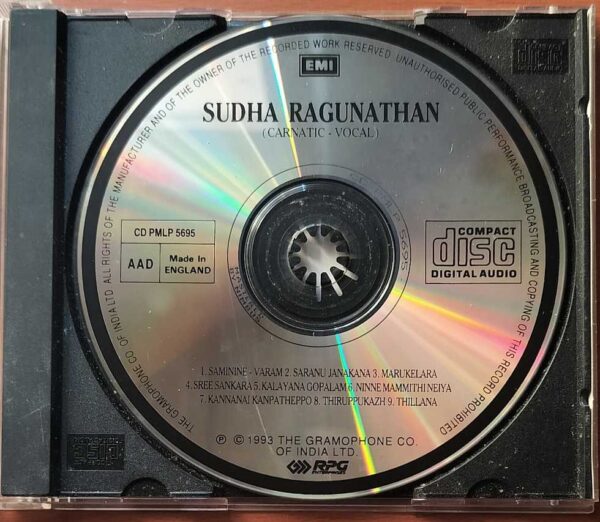 THE GRAMOPHONE CO OF INDIA LTD. ALL RIGHTS OF THE MANUFACTURER AND OF THE OWNER OF THE RECORDED WORK RESERVED. UNAUTHORISED PUBLIC PERFORMANCE BROADCASTING AND COPYING OF THIS RECORD PROHIBITED
EMI
SUDHA RAGUNATHAN
(CARNATIC - VOCAL)
CD PMLP 5695
AAD
Made in
ENGLAND
COMPACT
disc
DIGITAL AUDIO
1. SAMININE - VARAM 2. SARANU JANAKANA 3. MARUKELARA
4. SREE SANKARA 5. KALAYANA GOPALAM 6. NINNE MAMMITHI NEIYA
7. KANNANAI KANPATHEPPO 8. THIRUPPUKAZH 9. THILLANA
Ⓟ © 1993 THE GRAMOPHONE CO.
OF INDIA LTD.
RPG